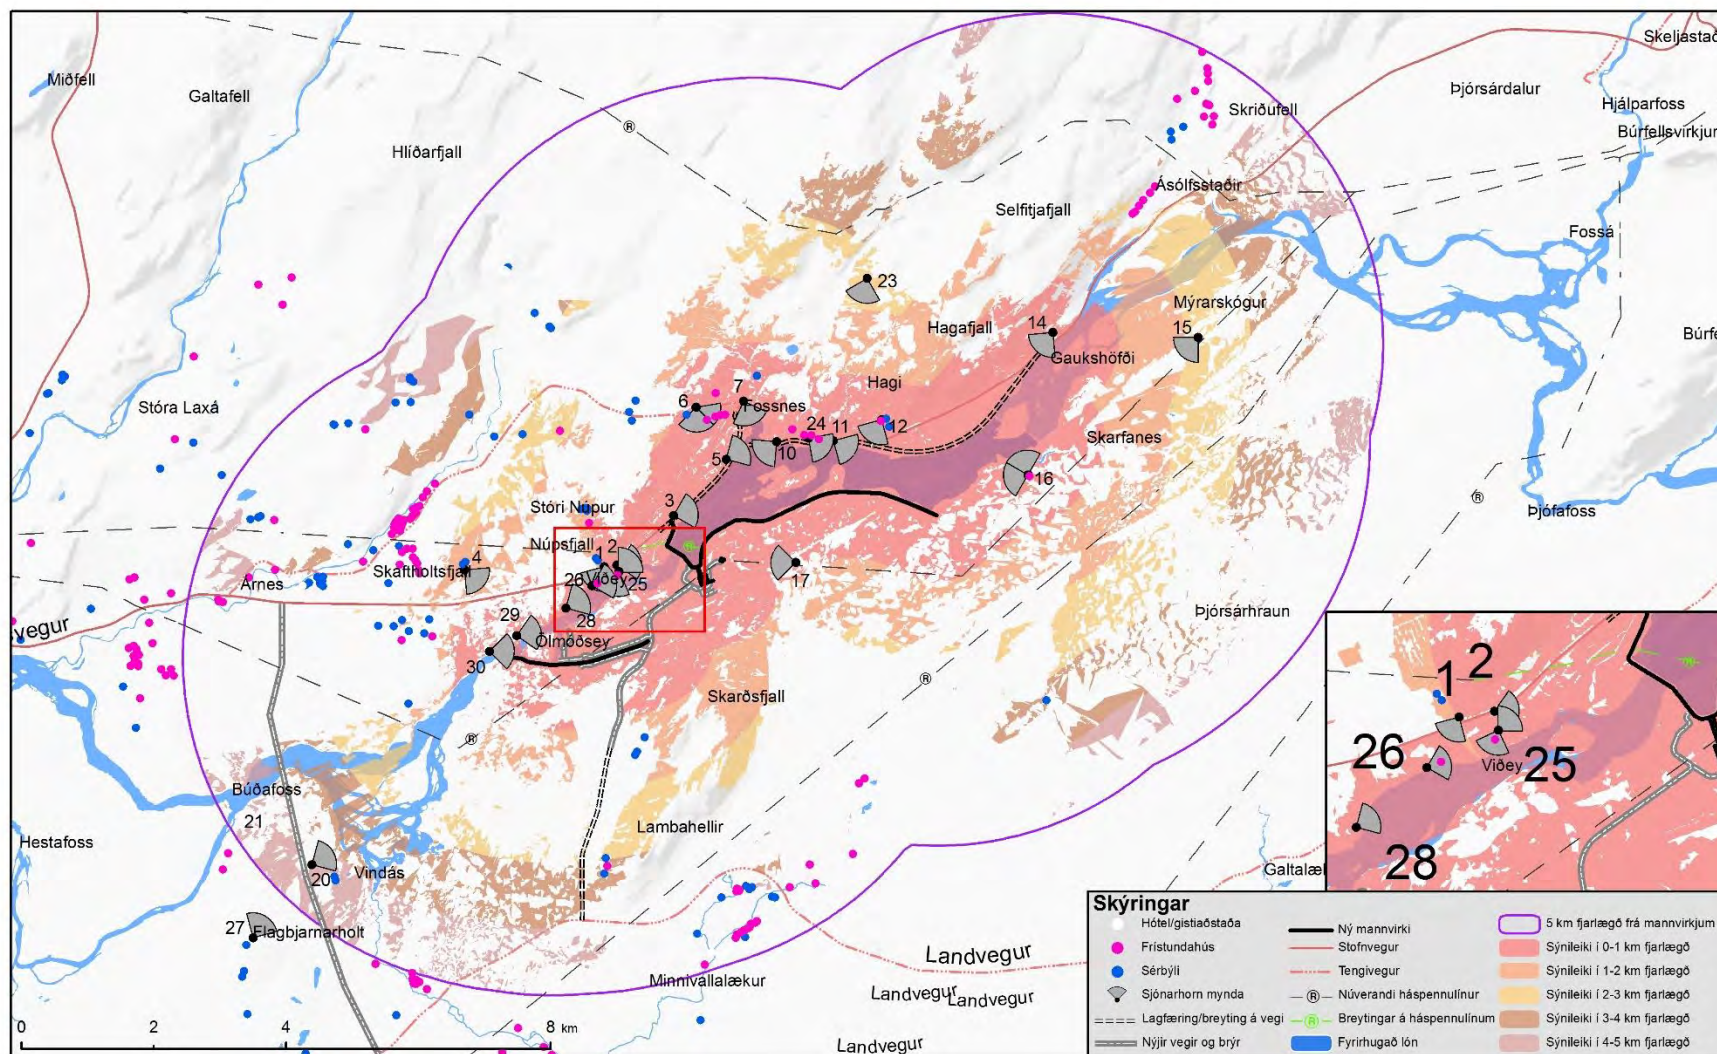 Skeljastað
Miðfell
Galtafell
Þjórsárdalur
Hjálparfoss
Skriðufell
Búrfellsvirkjun
Hlíðarfjall
Ásólfsstaðir
Selfitjafjall
Fossá
23
Mýrarskógur
Hagafjall
14
15
Gaukshöfði
Búrfe
Hagi
Stóra Laxá
6
7
Fossnes
24
11
12
Skarfanes
10
5
16
Stóri Núpur
3
Þjófafoss
Núpsfjall
1
2
4
Skaftholtsfjall
Árnes
26
Viðey
25
17
28
Þjórsárhraun
vegur
29
Ólmóðsey
30
Skarðsfjall
1
2
26
Viðey
25
28
Búðafoss
21
Lambahellir
Hestafoss
20
Vindás
Galtalæk
27
Flagbjarnarholt
Landvegur
Minnivallalækur
Landvegur
Landvegur
Landvegur
0 2 4 8 km
Skýringar
Hótel/gistiaðstaða
Frístundahús
Sérbýli
Sjónarhorn mynda
Lagfæring/breyting á vegi
Nýjir vegir og brýr
Ný mannvirki
Stofnvegur
Tengivegur
Núverandi háspennulínur
Breytingar á háspennulínum
Fyrirhugað lón
5 km fjarlægð frá mannvirkjum
Sýnileiki í 0-1 km fjarlægð
Sýnileiki í 1-2 km fjarlægð
Sýnileiki í 2-3 km fjarlægð
Sýnileiki í 3-4 km fjarlægð
Sýnileiki í 4-5 km fjarlægð